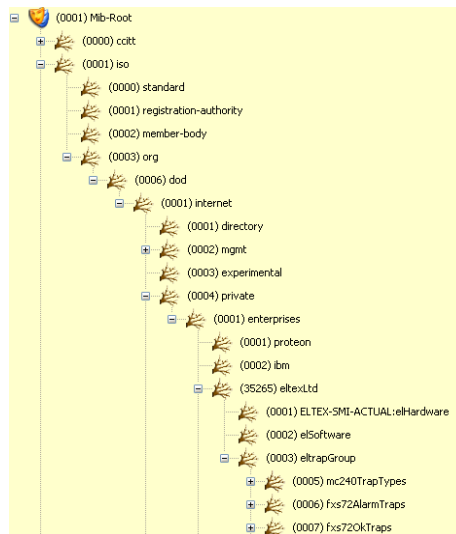 (0001) Mib-Root
(0000) ccitt
(0001) iso
(0000) standard
(0001) registration-authority
(0002) member-body
(0003) org
(0006) dod
(0001) internet
(0001) directory
(0002) mgmt
(0003) experimental
(0004) private
(0001) enterprises
(0001) proteon
(0002) ibm
(35265) eltexLtd
(0001) ELTEX-SMI-ACTUAL:elHardware
(0002) elSoftware
(0003) eltrapGroup
(0005) mc240TrapTypes
(0006) fxs72AlarmTraps
(0007) fxs72OkTraps